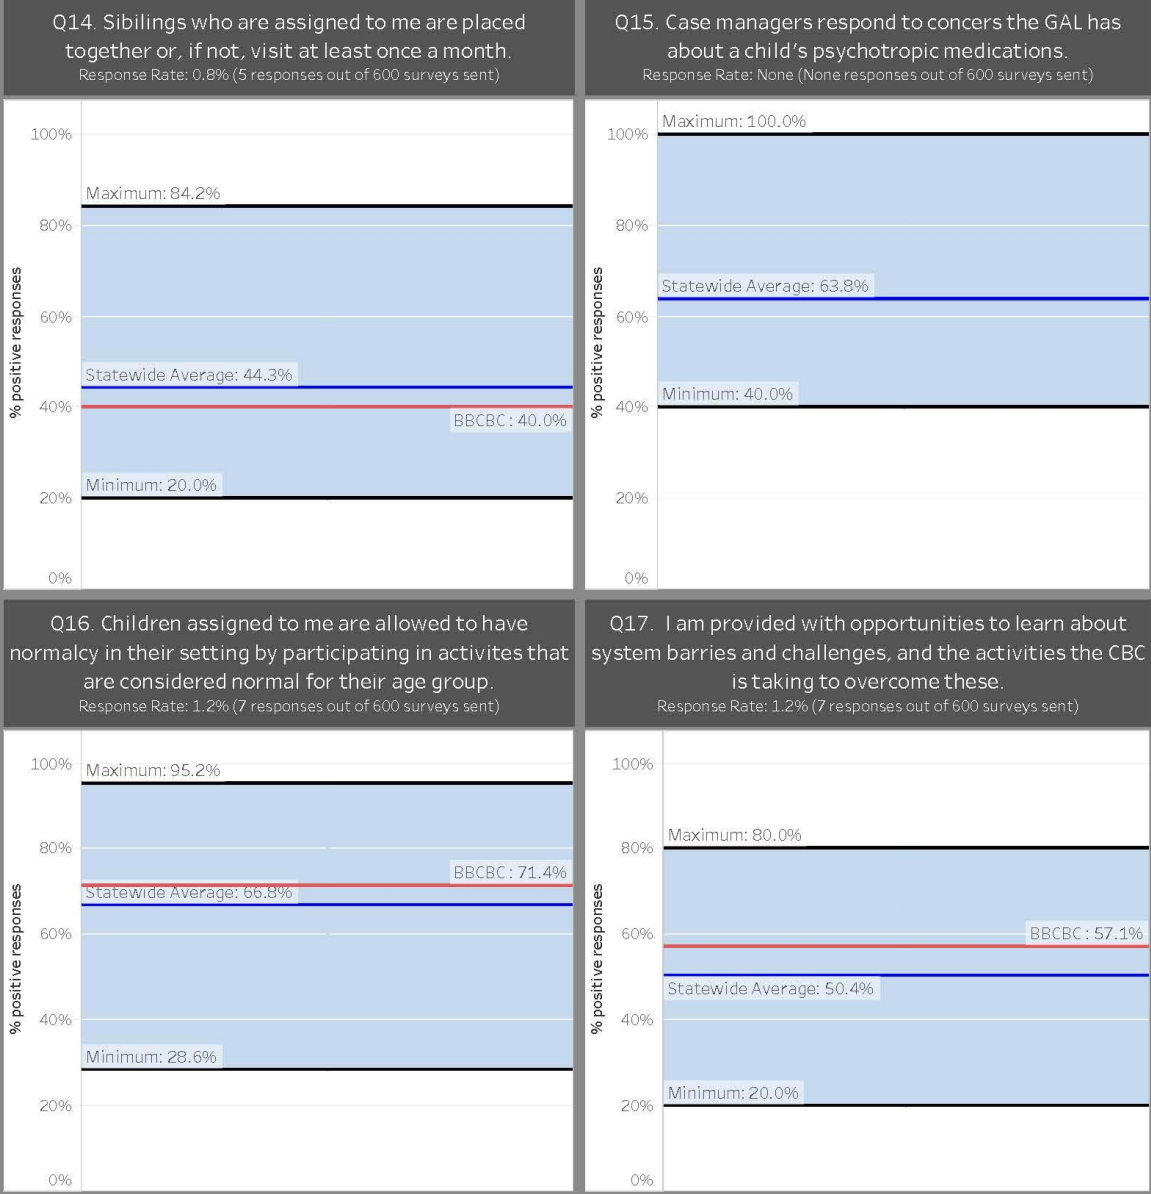 Q14. Sibilings who are assigned to me are placed
together or, if not, visit at least once a month.
Response Rate: 0.8% (5 responses out of 600 surveys sent)
100%
Maximum: 84.2%
80%
% positive responses
60%
Statewide Average: 44.3%
40%
BBCBC : 40.0%
Minimum: 20.0%
20%
0%
Q15. Case managers respond to concers the GAL has
about a child's psychotropic medications.
Response Rate: None (None responses out of 600 surveys sent)
Maximum: 100.0%
100%
80%
% positive responses
Statewide Average: 63.8%
60%
Minimum: 40.0%
40%
20%
0%
Q16. Children assigned to me are allowed to have
normalcy in their setting by participating in activites that
are considered normal for their age group.
Response Rate: 1.2% (7 responses out of 600 surveys sent)
100%
Maximum: 95.2%
80%
BBCBC : 71.4%
% positive responses
Statewide Average: 66.8%
60%
40%
Minimum: 28.6%
20%
0%
Q17. I am provided with opportunities to learn about
system barries and challenges, and the activities the CBC
is taking to overcome these.
Response Rate: 1.2% (7 responses out of 600 surveys sent)
100%
Maximum: 80.0%
80%
% positive responses
60%
BBCBC : 57.1%
Statewide Average: 50.4%
40%
Minimum: 20.0%
20%
0%